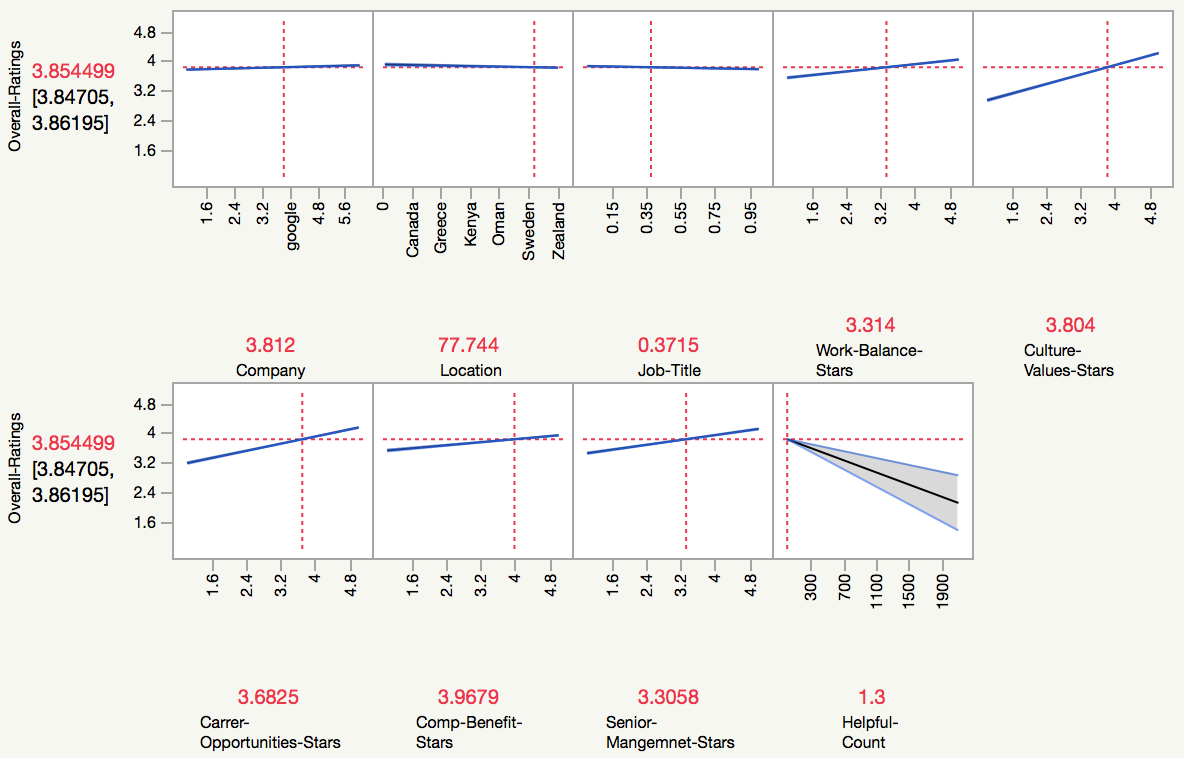 Overall-Ratings
3.854499
[3.84705,
3.86195]
4.8
4
3.2
2.4
1.6
1.6 2.4 3.2 google 4.8 5.6
0 Canada Greece Kenya Oman Sweden Zealand
0.15 0.35 0.55 0.75 0.95
1.6 2.4 3.2 4 4.8
1.6 2.4 3.2 4 4.8
3.812
Company
77.744
Location
0.3715
Job-Title
3.314
Work-Balance-
Stars
3.804
Culture-
Values-Stars
Overall-Ratings
3.854499
[3.84705,
3.86195]
4.8
4
3.2
2.4
1.6
1.6 2.4 3.2 4 4.8
1.6 2.4 3.2 4 4.8
1.6 2.4 3.2 4 4.8
300 700 1100 1500 1900
3.6825
Carrer-
Opportunities-Stars
3.9679
Comp-Benefit-
Stars
3.3058
Senior-
Mangemnet-Stars
1.3
Helpful-
Count